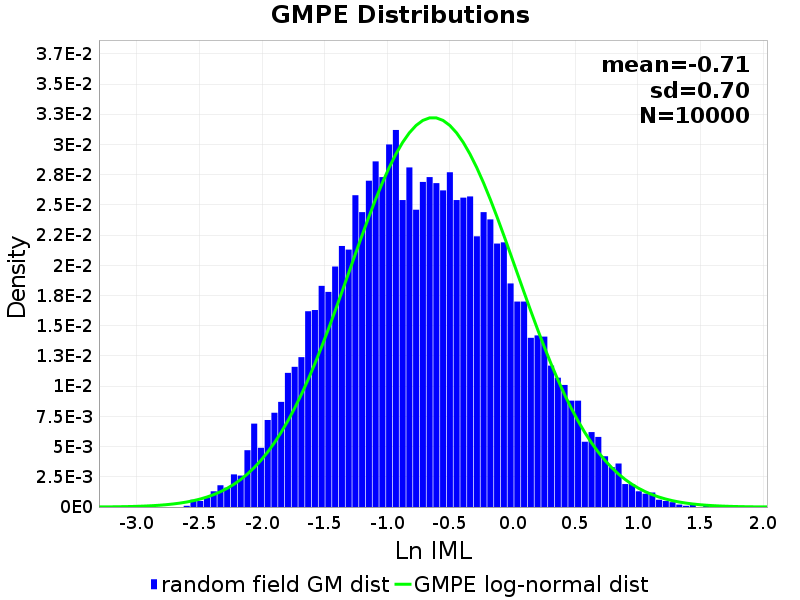 GMPE Distributions
mean=-0.71
sd=0.70
N=10000
Density
3.7E-2
3.5E-2
3.3E-2
3E-2
2.8E-2
2.5E-2
2.2E-2
2E-2
1.8E-2
1.5E-2
1.3E-2
1E-2
7.5E-3
5E-3
2.5E-3
0E0
-3.0 -2.5 -2.0 -1.5 -1.0 -0.5 0.0 0.5 1.0 1.5 2.0
Ln IML
random field GM dist GMPE log-normal dist